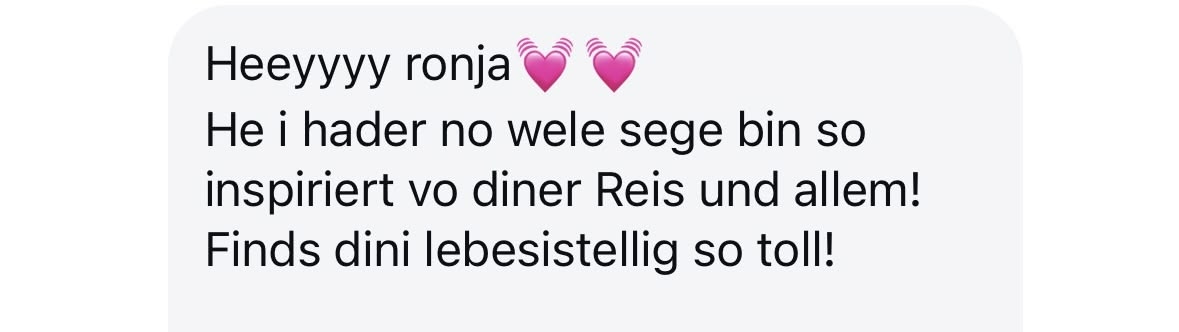 Heeyyyy ronja💓 💓
He i hader no wele sege bin so
inspiriert vo diner Reis und allem!
Finds dini lebesistellig so toll!